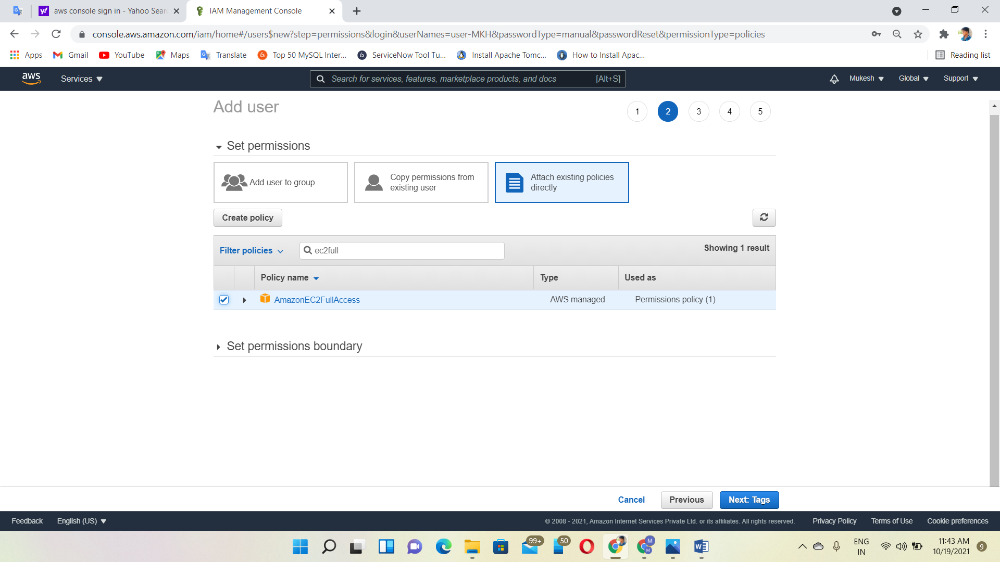 aws console sign in - Yahoo Sear
IAM Management Console
console.aws.amazon.com/iam/home#/users$new?step=permissions&login&userNames=user-MKH&passwordType=manual&passwordReset&permissionType=policies
Apps
Gmail
YouTube
Maps
Translate
Top 50 MySQL Inter...
ServiceNow Tool Tu...
Install Apache Tomc...
How to Install Apac...
Reading list
aws
Services
Search for services, features, marketplace products, and docs
[Alt+S]
Mukesh
Global
Support
Add user
1
2
3
4
5
Set permissions
Add user to group
Copy permissions from
existing user
Attach existing policies
directly
Create policy
Filter policies
ec2full
Showing 1 result
Policy name
Type
Used as
AmazonEC2FullAccess
AWS managed
Permissions policy (1)
Set permissions boundary
Cancel
Previous
Next: Tags
Feedback
English (US)
© 2008 - 2021, Amazon Internet Services Private Ltd. or its affiliates. All rights reserved.
Privacy Policy
Terms of Use
Cookie preferences
99+
50
M
M
ENG
IN
11:43 AM
10/19/2021
9